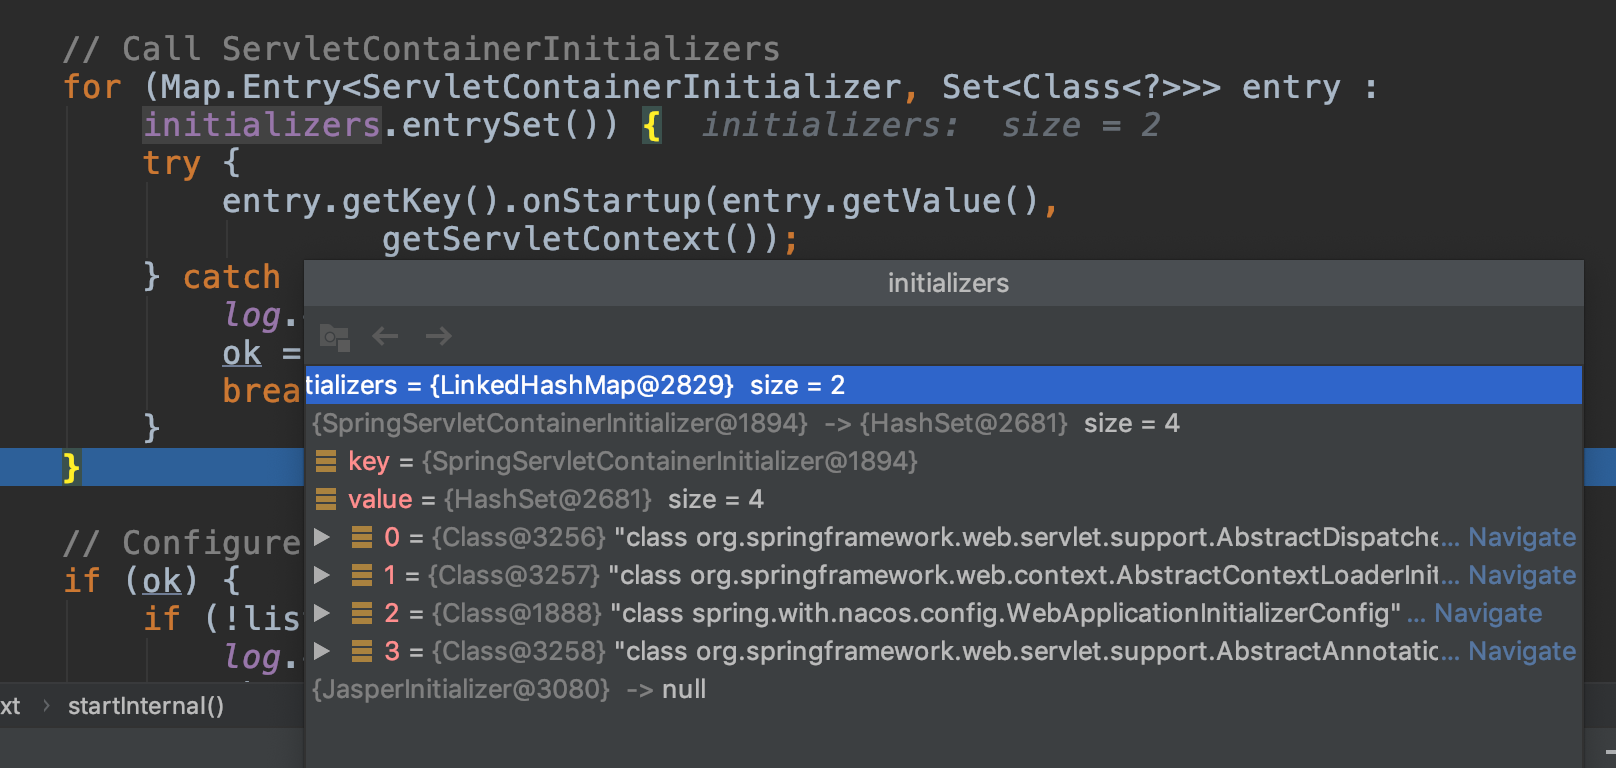 // Call ServletContainerInitializers
for (Map.Entry<ServletContainerInitializer, Set<Class<?>>> entry :
initializers.entrySet()) { initializers: size = 2
try {
entry.getKey().onStartup(entry.getValue(),
getServletContext());
} catch
log.
ok =
brea
}
}
// Configure
if (ok) {
if (!lis
log.
xt › startInternal()
initializers
tializers = {LinkedHashMap@2829} size = 2
{SpringServletContainerInitializer@1894} -> {HashSet@2681} size = 4
key = {SpringServletContainerInitializer@1894}
value = {HashSet@2681} size = 4
0 = {Class@3256} "class org.springframework.web.servlet.support.AbstractDispatche... Navigate
1 = {Class@3257} "class org.springframework.web.context.AbstractContextLoaderInit... Navigate
2 = {Class@1888} "class spring.with.nacos.config.WebApplicationInitializerConfig" ... Navigate
3 = {Class@3258} "class org.springframework.web.servlet.support.AbstractAnnotatic... Navigate
{JasperInitializer@3080} -> null